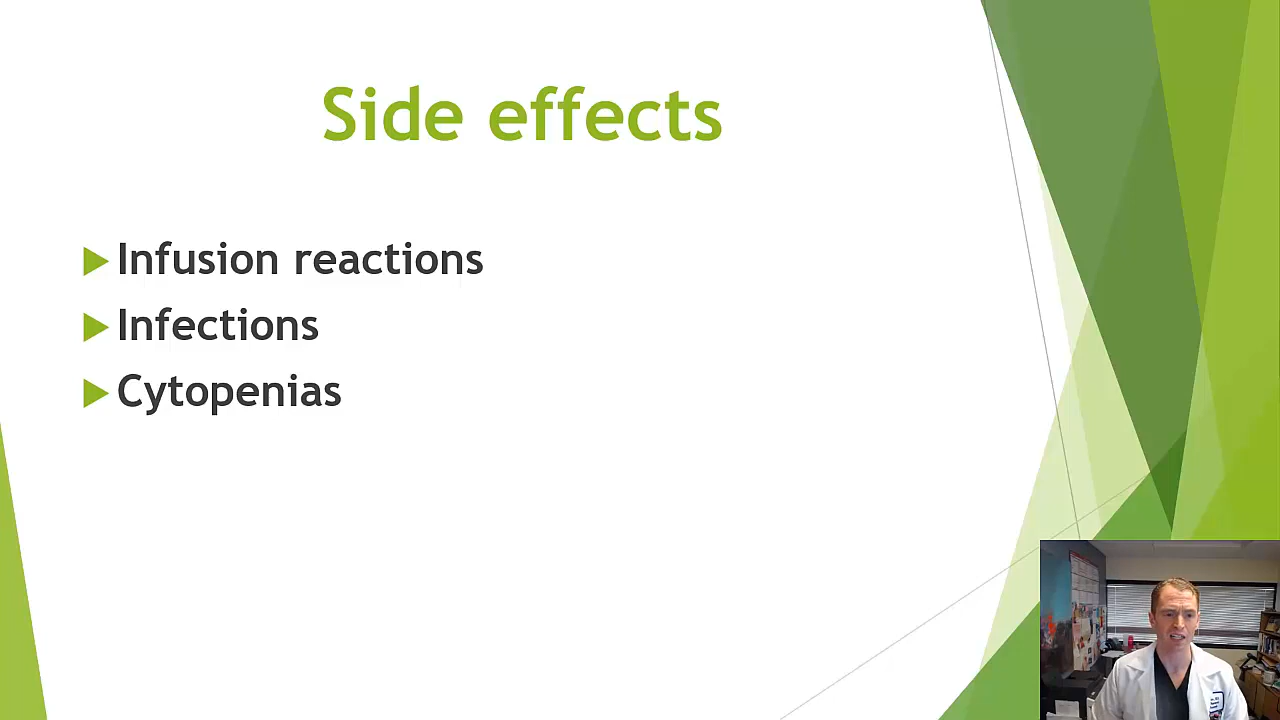 Side effects
Infusion reactions
Infections
Cytopenias